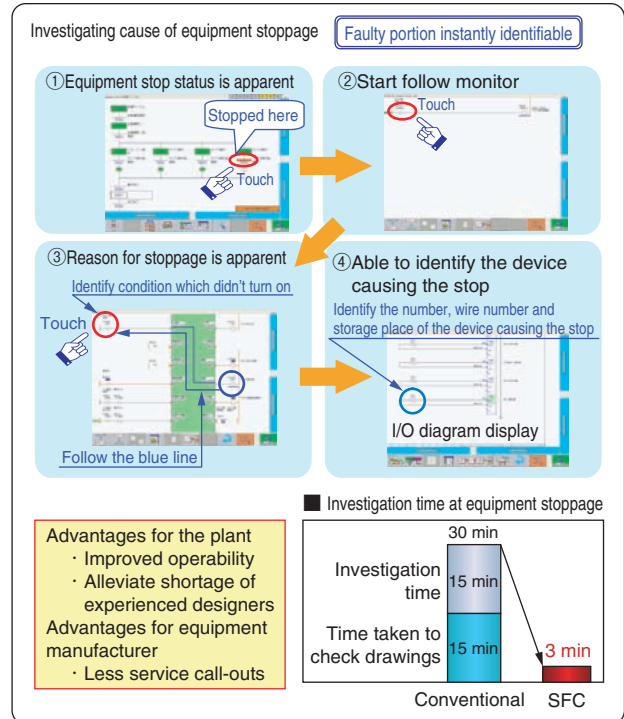 Investigating cause of equipment stoppage
Faulty portion instantly identifiable
①Equipment stop status is apparent
Stopped here
Touch
②Start follow monitor
Touch
③Reason for stoppage is apparent
Identify condition which didn't turn on
Touch
Follow the blue line
④Able to identify the device
causing the stop
Identify the number, wire number and
storage place of the device causing the stop
I/O diagram display
Advantages for the plant
· Improved operability
· Alleviate shortage of
experienced designers
Advantages for equipment
manufacturer
· Less service call-outs
■ Investigation time at equipment stoppage
30 min
Investigation
time
15 min
Time taken to
check drawings
15 min
3 min
Conventional
SFC